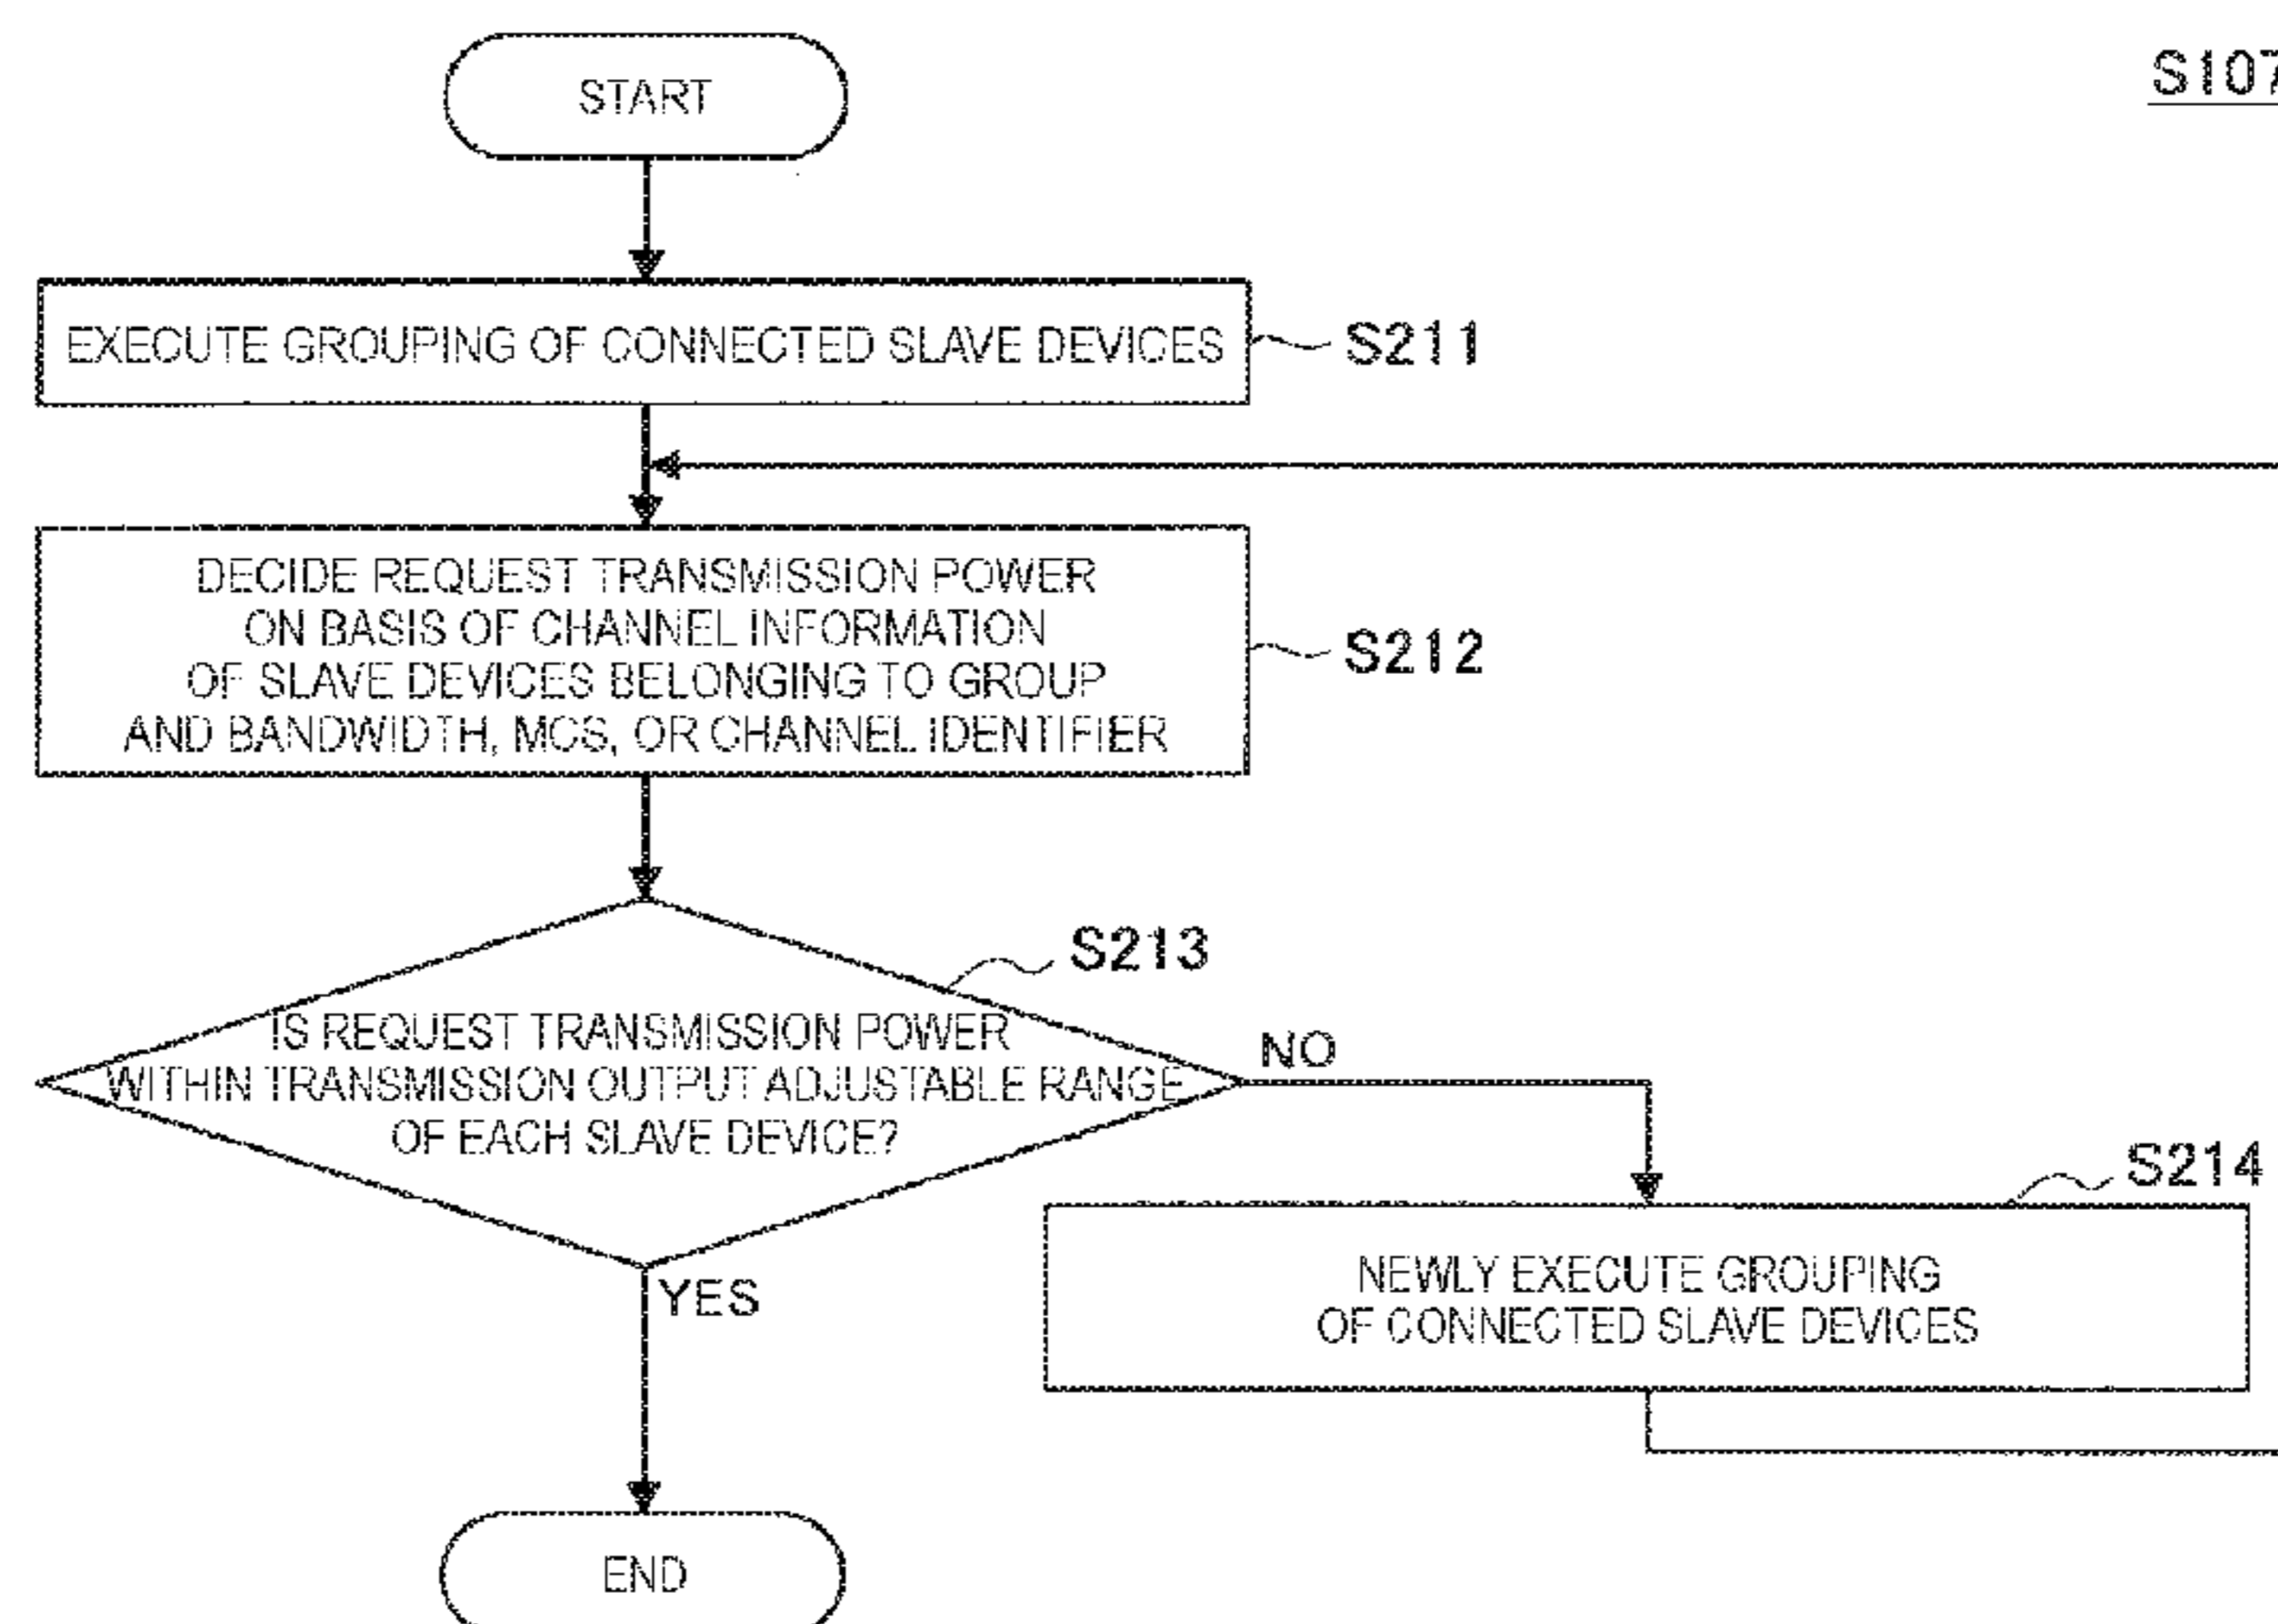 START
S107
EXECUTE GROUPING OF CONNECTED SLAVE DEVICES
S211
DECIDE REQUEST TRANSMISSION POWER
ON BASIS OF CHANNEL INFORMATION
OF SLAVE DEVICES BELONGING TO GROUP
AND BANDWIDTH, MCS, OR CHANNEL IDENTIFIER
S212
S213
IS REQUEST TRANSMISSION POWER
WITHIN TRANSMISSION OUTPUT ADJUSTABLE RANGE
OF EACH SLAVE DEVICE?
NO
S214
NEWLY EXECUTE GROUPING
OF CONNECTED SLAVE DEVICES
YES
END